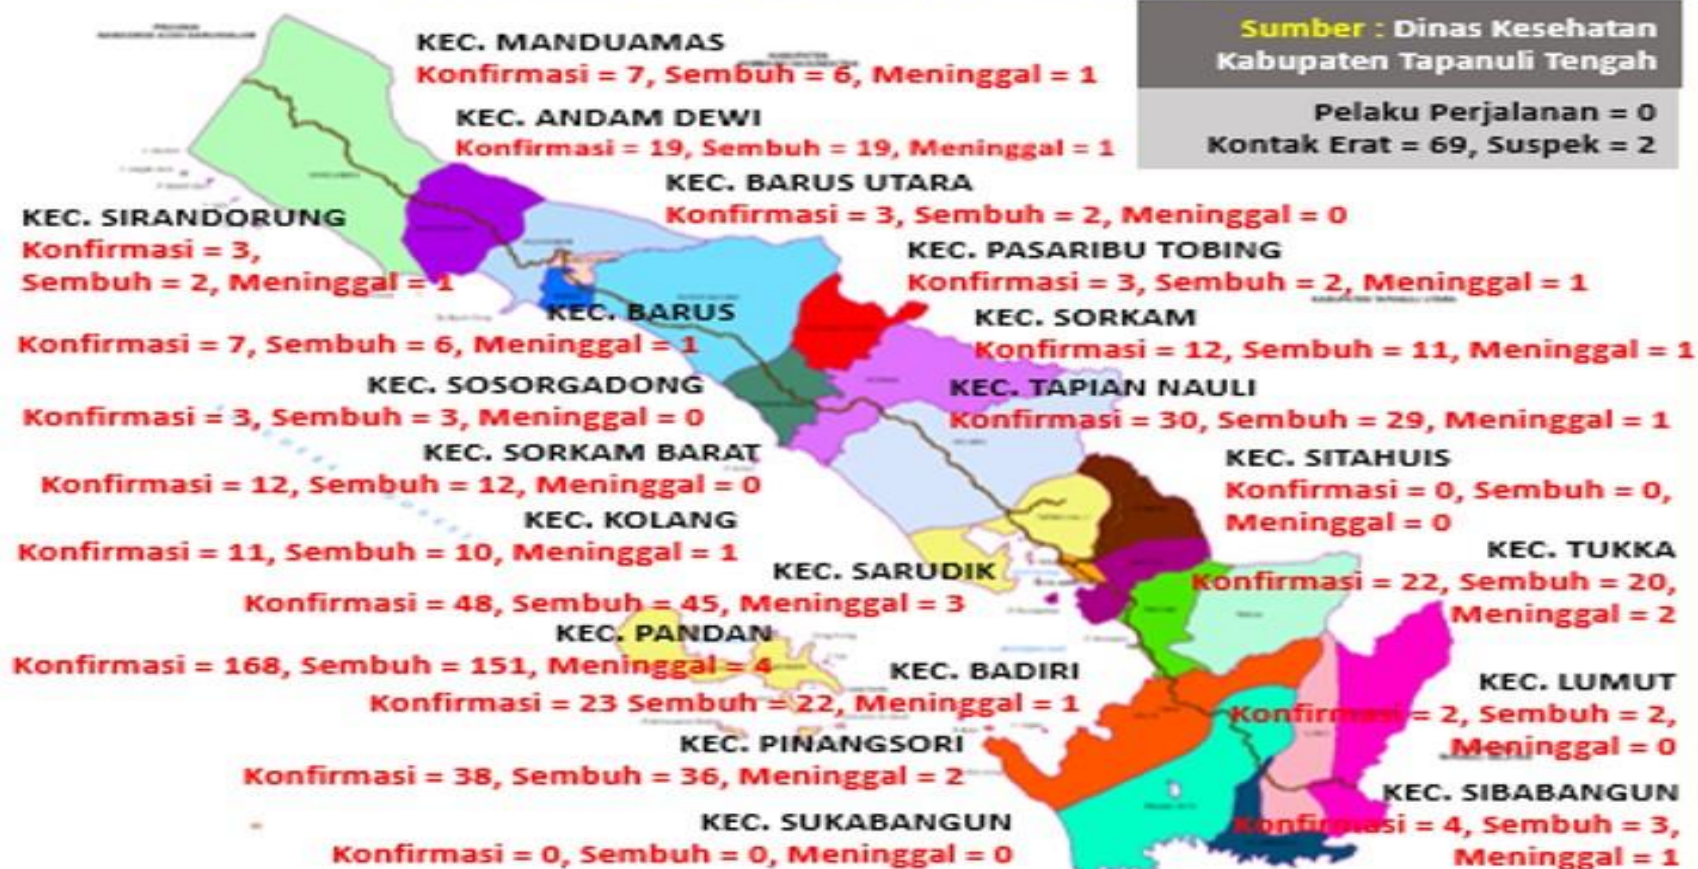 Sumber : Dinas Kesehatan
Kabupaten Tapanuli Tengah
Pelaku Perjalanan = 0
Kontak Erat = 69, Suspek = 2
KEC. MANDUAMAS
Konfirmasi = 7, Sembuh = 6, Meninggal = 1
KEC. ANDAM DEWI
Konfirmasi = 19, Sembuh = 19, Meninggal = 1
KEC. BARUS UTARA
Konfirmasi = 3, Sembuh = 2, Meninggal = 0
KEC. SIRANDORUNG
Konfirmasi = 3,
Sembuh = 2, Meninggal = 1
KEC. PASARIBU TOBING
Konfirmasi = 3, Sembuh = 2, Meninggal = 1
KEC. BARUS
Konfirmasi = 7, Sembuh = 6, Meninggal = 1
KEC. SORKAM
Konfirmasi = 12, Sembuh = 11, Meninggal = 1
KEC. SOSORGADONG
Konfirmasi = 3, Sembuh = 3, Meninggal = 0
KEC. TAPIAN NAULI
Konfirmasi = 30, Sembuh = 29, Meninggal = 1
KEC. SORKAM BARAT
Konfirmasi = 12, Sembuh = 12, Meninggal = 0
KEC. SITAHUIS
Konfirmasi = 0, Sembuh = 0,
Meninggal = 0
KEC. KOLANG
Konfirmasi = 11, Sembuh = 10, Meninggal = 1
KEC. TUKKA
Konfirmasi = 22, Sembuh = 20,
Meninggal = 2
KEC. SARUDIK
Konfirmasi = 48, Sembuh = 45, Meninggal = 3
KEC. PANDAN
Konfirmasi = 168, Sembuh = 151, Meninggal = 4
KEC. BADIRI
Konfirmasi = 23 Sembuh = 22, Meninggal = 1
KEC. LUMUT
Konfirmasi = 2, Sembuh = 2,
Meninggal = 0
KEC. PINANGSORI
Konfirmasi = 38, Sembuh = 36, Meninggal = 2
KEC. SIBABANGUN
Konfirmasi = 4, Sembuh = 3,
Meninggal = 1
KEC. SUKABANGUN
Konfirmasi = 0, Sembuh = 0, Meninggal = 0